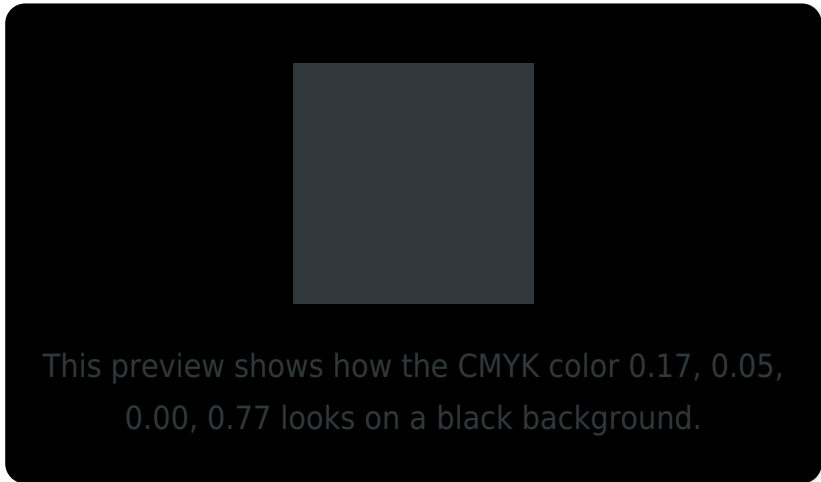 This preview shows how the CMYK color 0.17, 0.05,
0.00, 0.77 looks on a black background.